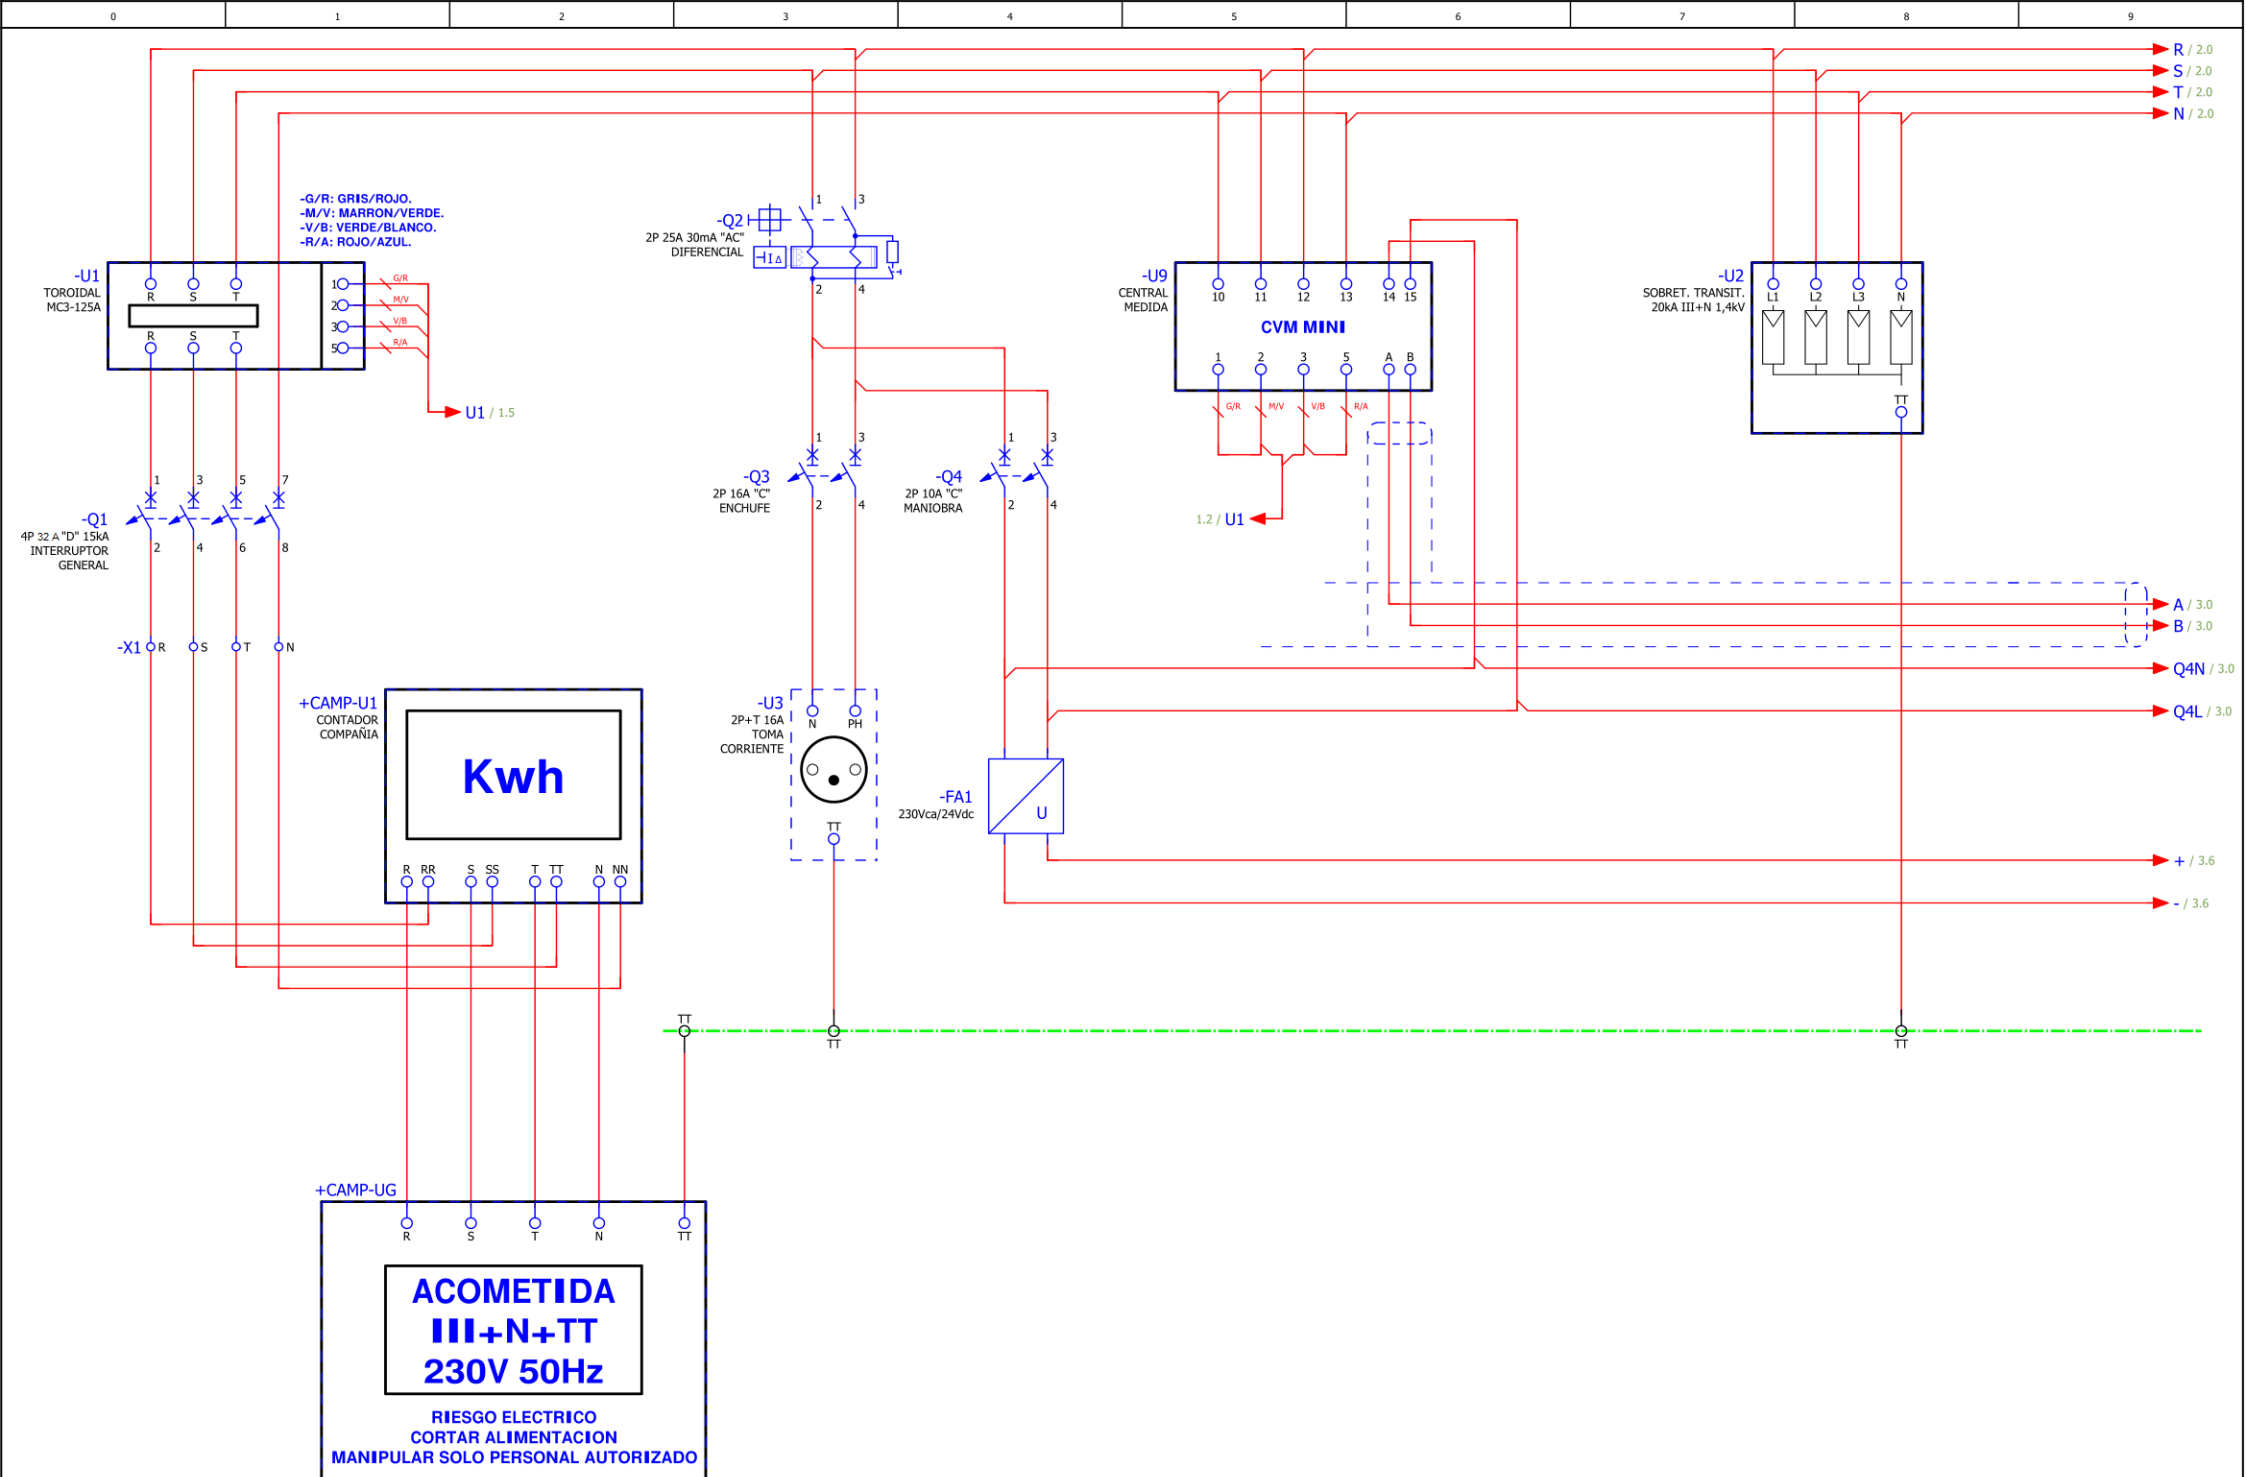 0 1 2 3 4 5 6 7 8 9
R / 2.0
S / 2.0
T / 2.0
N / 2.0
-G/R: GRIS/ROJO.
-M/V: MARRON/VERDE.
-V/B: VERDE/BLANCO.
-R/A: ROJO/AZUL.
-U1
TOROIDAL
MC3-125A
R S T
R S T
1 G/R
2 M/V
3 V/B
5 R/A
U1 / 1.5
-Q2
2P 25A 30mA "AC"
DIFERENCIAL
1 3
I Δ
2 4
-U9
CENTRAL
MEDIDA
10 11 12 13 14 15
CVM MINI
1 2 3 5 A B
G/R M/V V/B R/A
1.2 / U1
-U2
SOBRET. TRANSIT.
20kA III+N 1,4kV
L1 L2 L3 N
TT
-Q1
4P 32 A "D" 15kA
INTERRUPTOR
GENERAL
1 3 5 7
2 4 6 8
-Q3
2P 16A "C"
ENCHUFE
1 3
2 4
-Q4
2P 10A "C"
MANIOBRA
1 3
2 4
A / 3.0
B / 3.0
Q4N / 3.0
Q4L / 3.0
-X1 R S T N
+CAMP-U1
CONTADOR
COMPAÑIA
Kwh
R RR S SS T TT N NN
-U3
2P+T 16A
TOMA
CORRIENTE
N PH
TT
-FA1
230Vca/24Vdc
U
+ / 3.6
- / 3.6
TT
TT
TT
+CAMP-UG
R S T N TT
ACOMETIDA
III+N+TT
230V 50Hz
RIESGO ELECTRICO
CORTAR ALIMENTACION
MANIPULAR SOLO PERSONAL AUTORIZADO